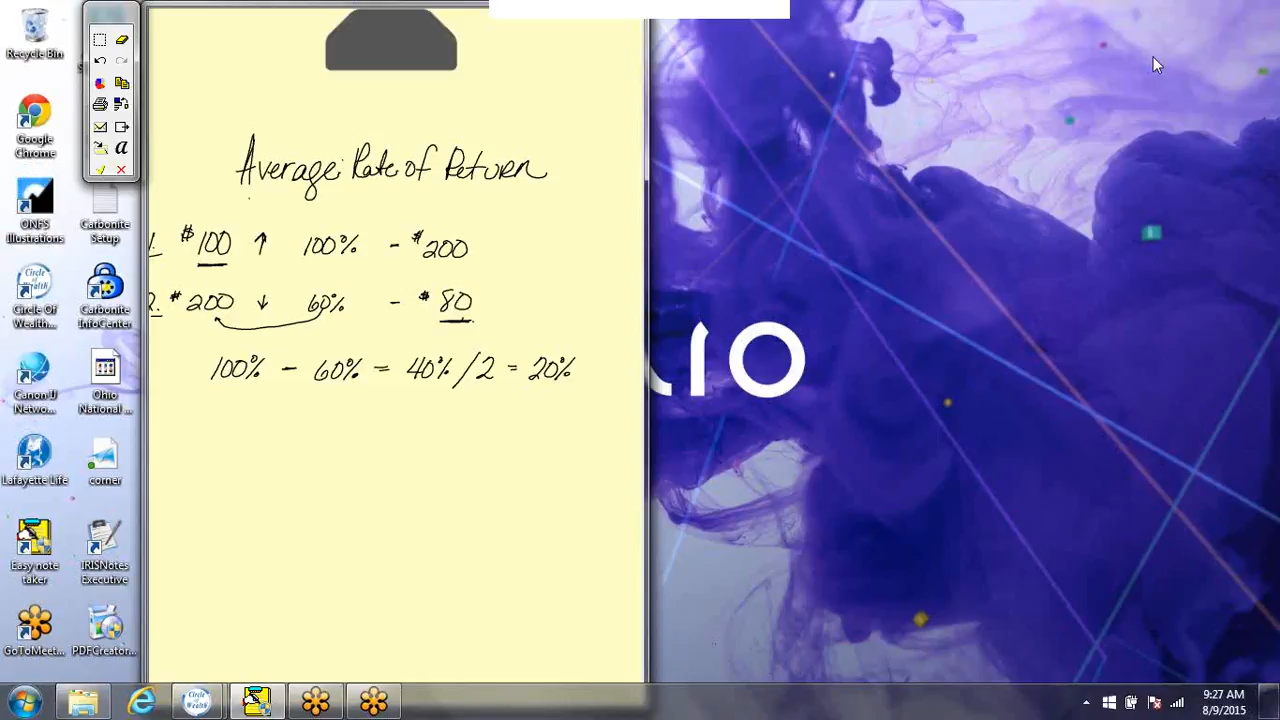 Recycle Bin
Google
Chrome
ONFS
Illustrations
Carbonite
Setup
Circle Of
Wealth...
Carbonite
InfoCenter
Canon iJ
Netwo...
Ohio
National ...
Lafayette Life
corner
Easy note
taker
IRISNotes
Executive
GoToMeet...
PDFCreator...
Average Rate of Return
1. $100 ↑ 100% - $200
2. $200 ↓ 60% - $80
100% - 60% = 40% / 2 = 20%
9:27 AM
8/9/2015